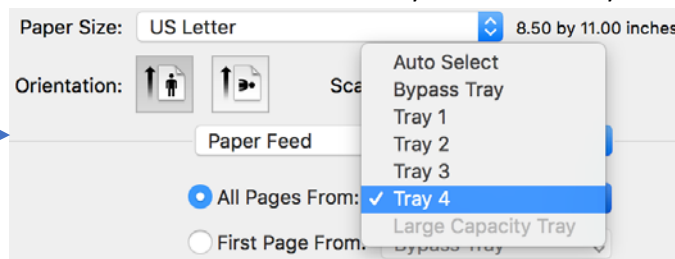 Paper Size: US Letter 8.50 by 11.00 inches
Auto Select
Orientation: Sca Bypass Tray
Tray 1
Paper Feed Tray 2
Tray 3
All Pages From: ✓ Tray 4
Large Capacity Tray
First Page From: Bypass Tray